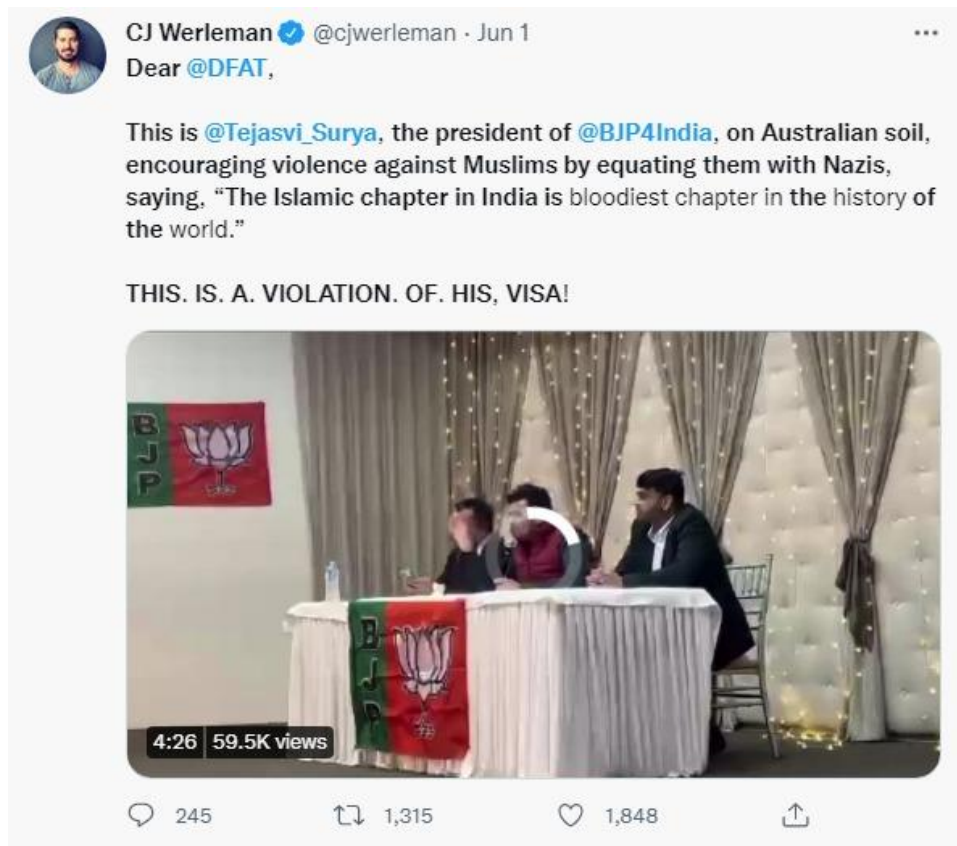 CJ Werleman @cjwerleman · Jun 1
Dear @DFAT,
This is @Tejasvi_Surya, the president of @BJP4India, on Australian soil,
encouraging violence against Muslims by equating them with Nazis,
saying, “The Islamic chapter in India is bloodiest chapter in the history of
the world.”
THIS. IS. A. VIOLATION. OF. HIS, VISA!
BJP
BJP
4:26 59.5K views
245 1,315 1,848